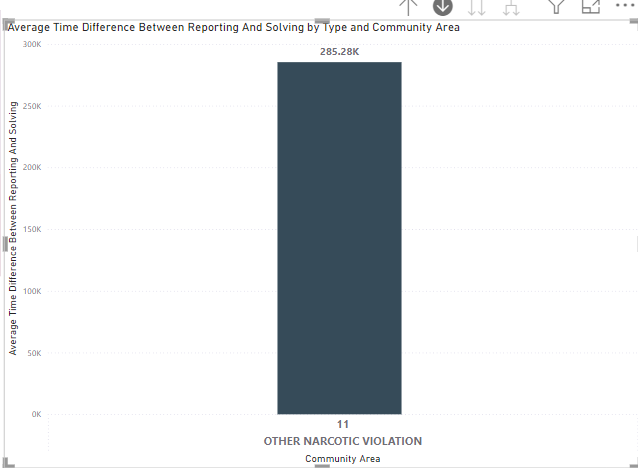 Average Time Difference Between Reporting And Solving by Type and Community Area
Average Time Difference Between Reporting And Solving
300K
250K
200K
150K
100K
50K
0K
285.28K
11
OTHER NARCOTIC VIOLATION
Community Area